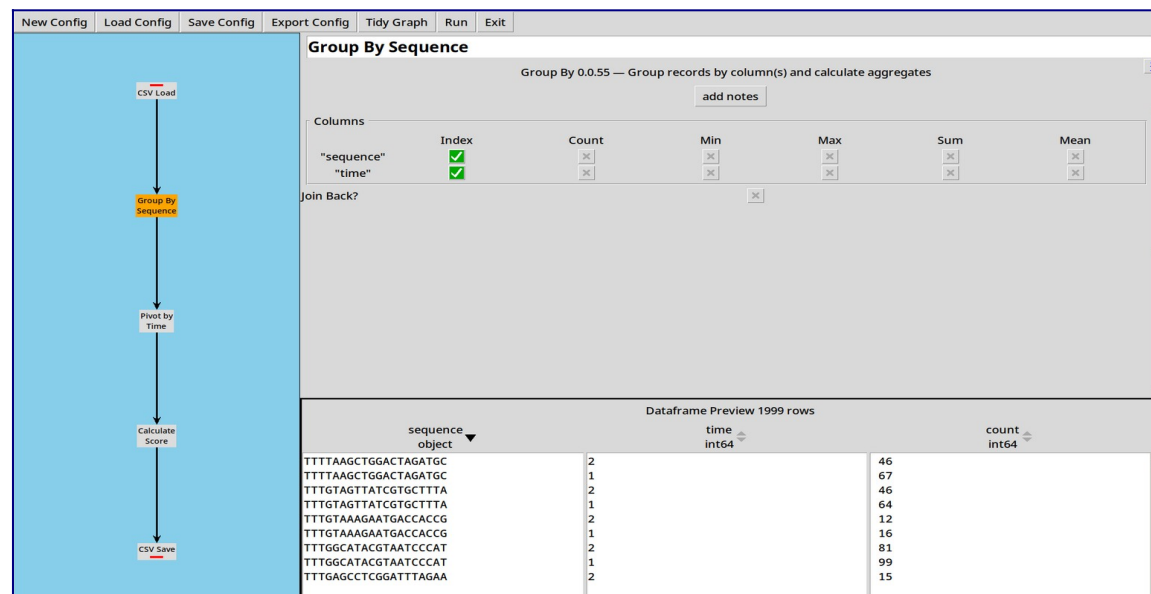 New Config Load Config Save Config Export Config Tidy Graph Run Exit
CSV Load
Group By
Sequence
Pivot by
Time
Calculate
Score
CSV Save
Group By Sequence
Group By 0.0.55 — Group records by column(s) and calculate aggregates
add notes
Columns
Index Count Min Max Sum Mean
"sequence"
"time"
Join Back?
Dataframe Preview 1999 rows
sequence time count
object int64 int64
TTTTAAGCTGGACTAGATGC 2 46
TTTTAAGCTGGACTAGATGC 1 67
TTTGTAGTTATCGTGCTTTA 2 46
TTTGTAGTTATCGTGCTTTA 1 64
TTTGTAAAGAATGACCACCG 2 12
TTTGTAAAGAATGACCACCG 1 16
TTTGGCATACGTAATCCCAT 2 81
TTTGGCATACGTAATCCCAT 1 99
TTTGAGCCTCGGATTTAGAA 2 15